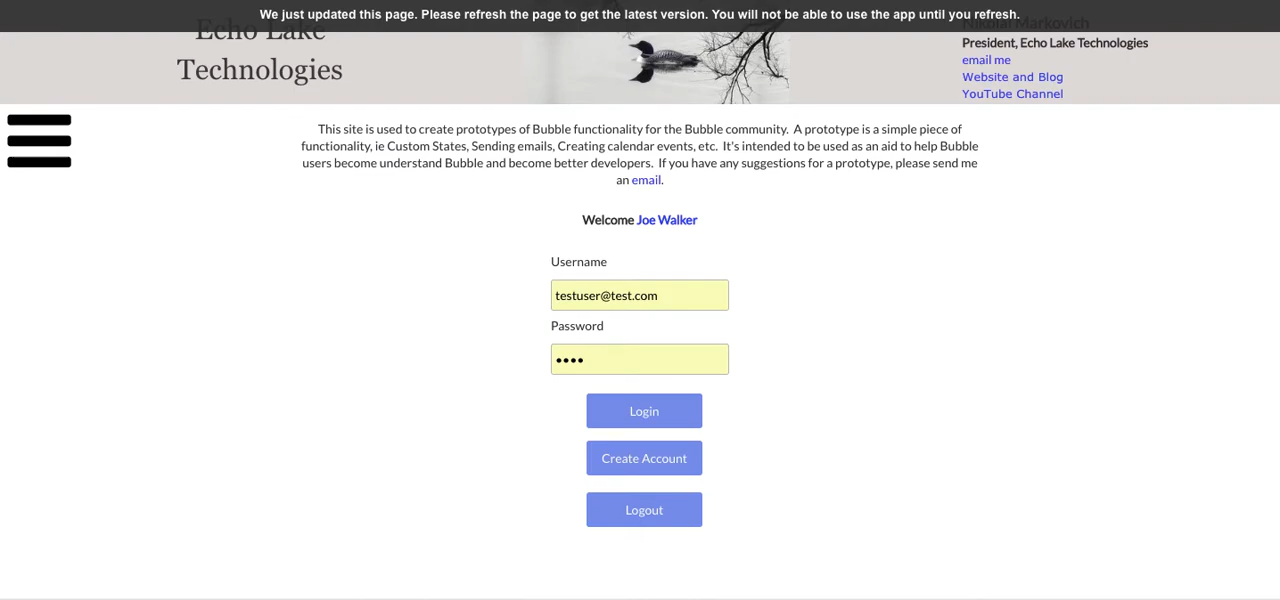 We just updated this page. Please refresh the page to get the latest version. You will not be able to use the app until you refresh.
Echo Lake
Technologies
Nikolai Markovich
President, Echo Lake Technologies
email me
Website and Blog
YouTube Channel
This site is used to create prototypes of Bubble functionality for the Bubble community. A prototype is a simple piece of
functionality, ie Custom States, Sending emails, Creating calendar events, etc. It's intended to be used as an aid to help Bubble
users become understand Bubble and become better developers. If you have any suggestions for a prototype, please send me
an email.
Welcome Joe Walker
Username
testuser@test.com
Password
••••
Login
Create Account
Logout